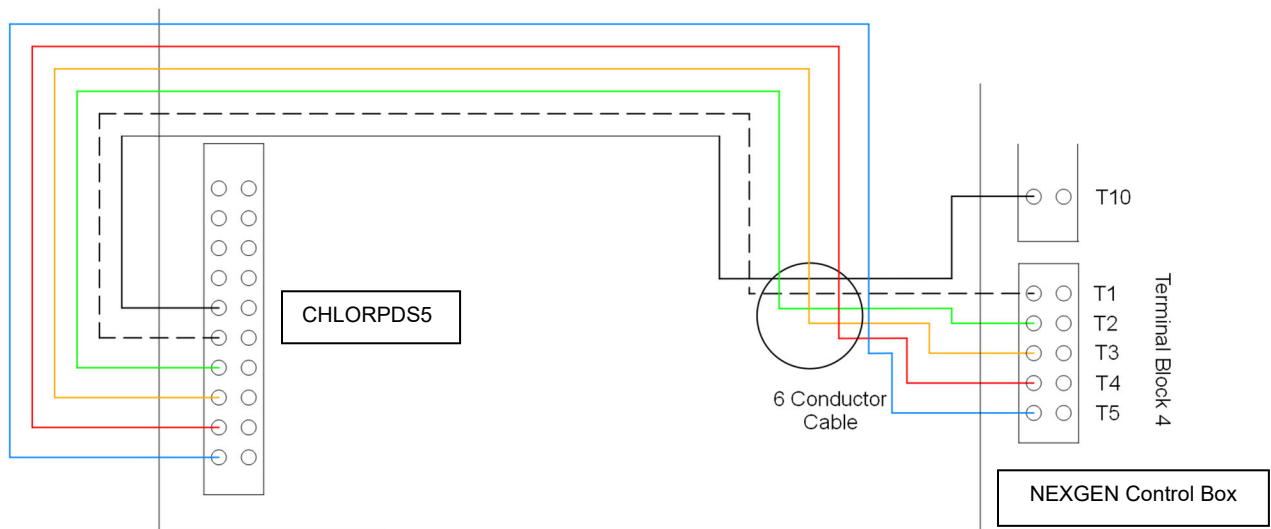 CHLORPDS5
6 Conductor
Cable
T10
T1
T2
T3
T4
T5
Terminal Block 4
NEXGEN Control Box